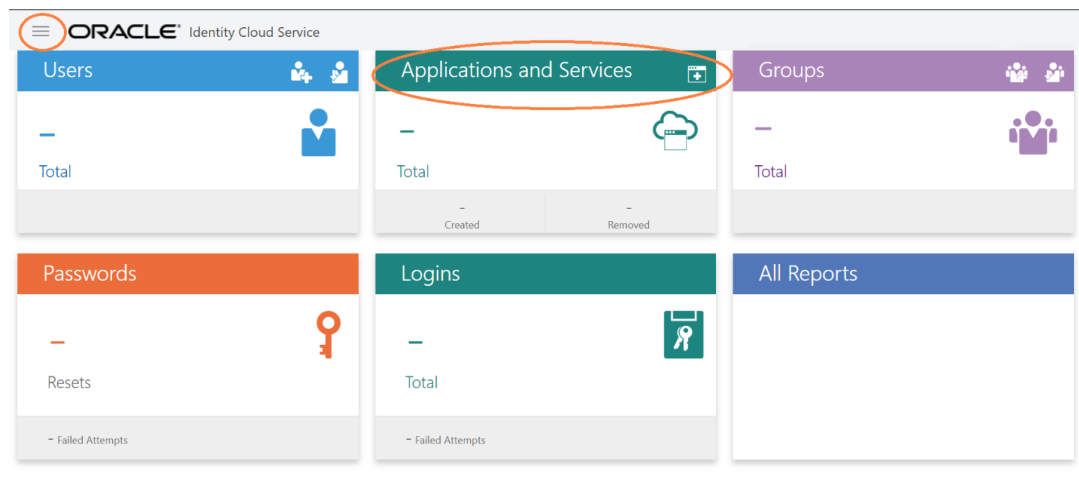 ORACLE® Identity Cloud Service
Users
Applications and Services
Groups
–
Total
–
Total
–
Total
–
Created
–
Removed
Passwords
Logins
All Reports
–
Resets
–
Total
- Failed Attempts
- Failed Attempts